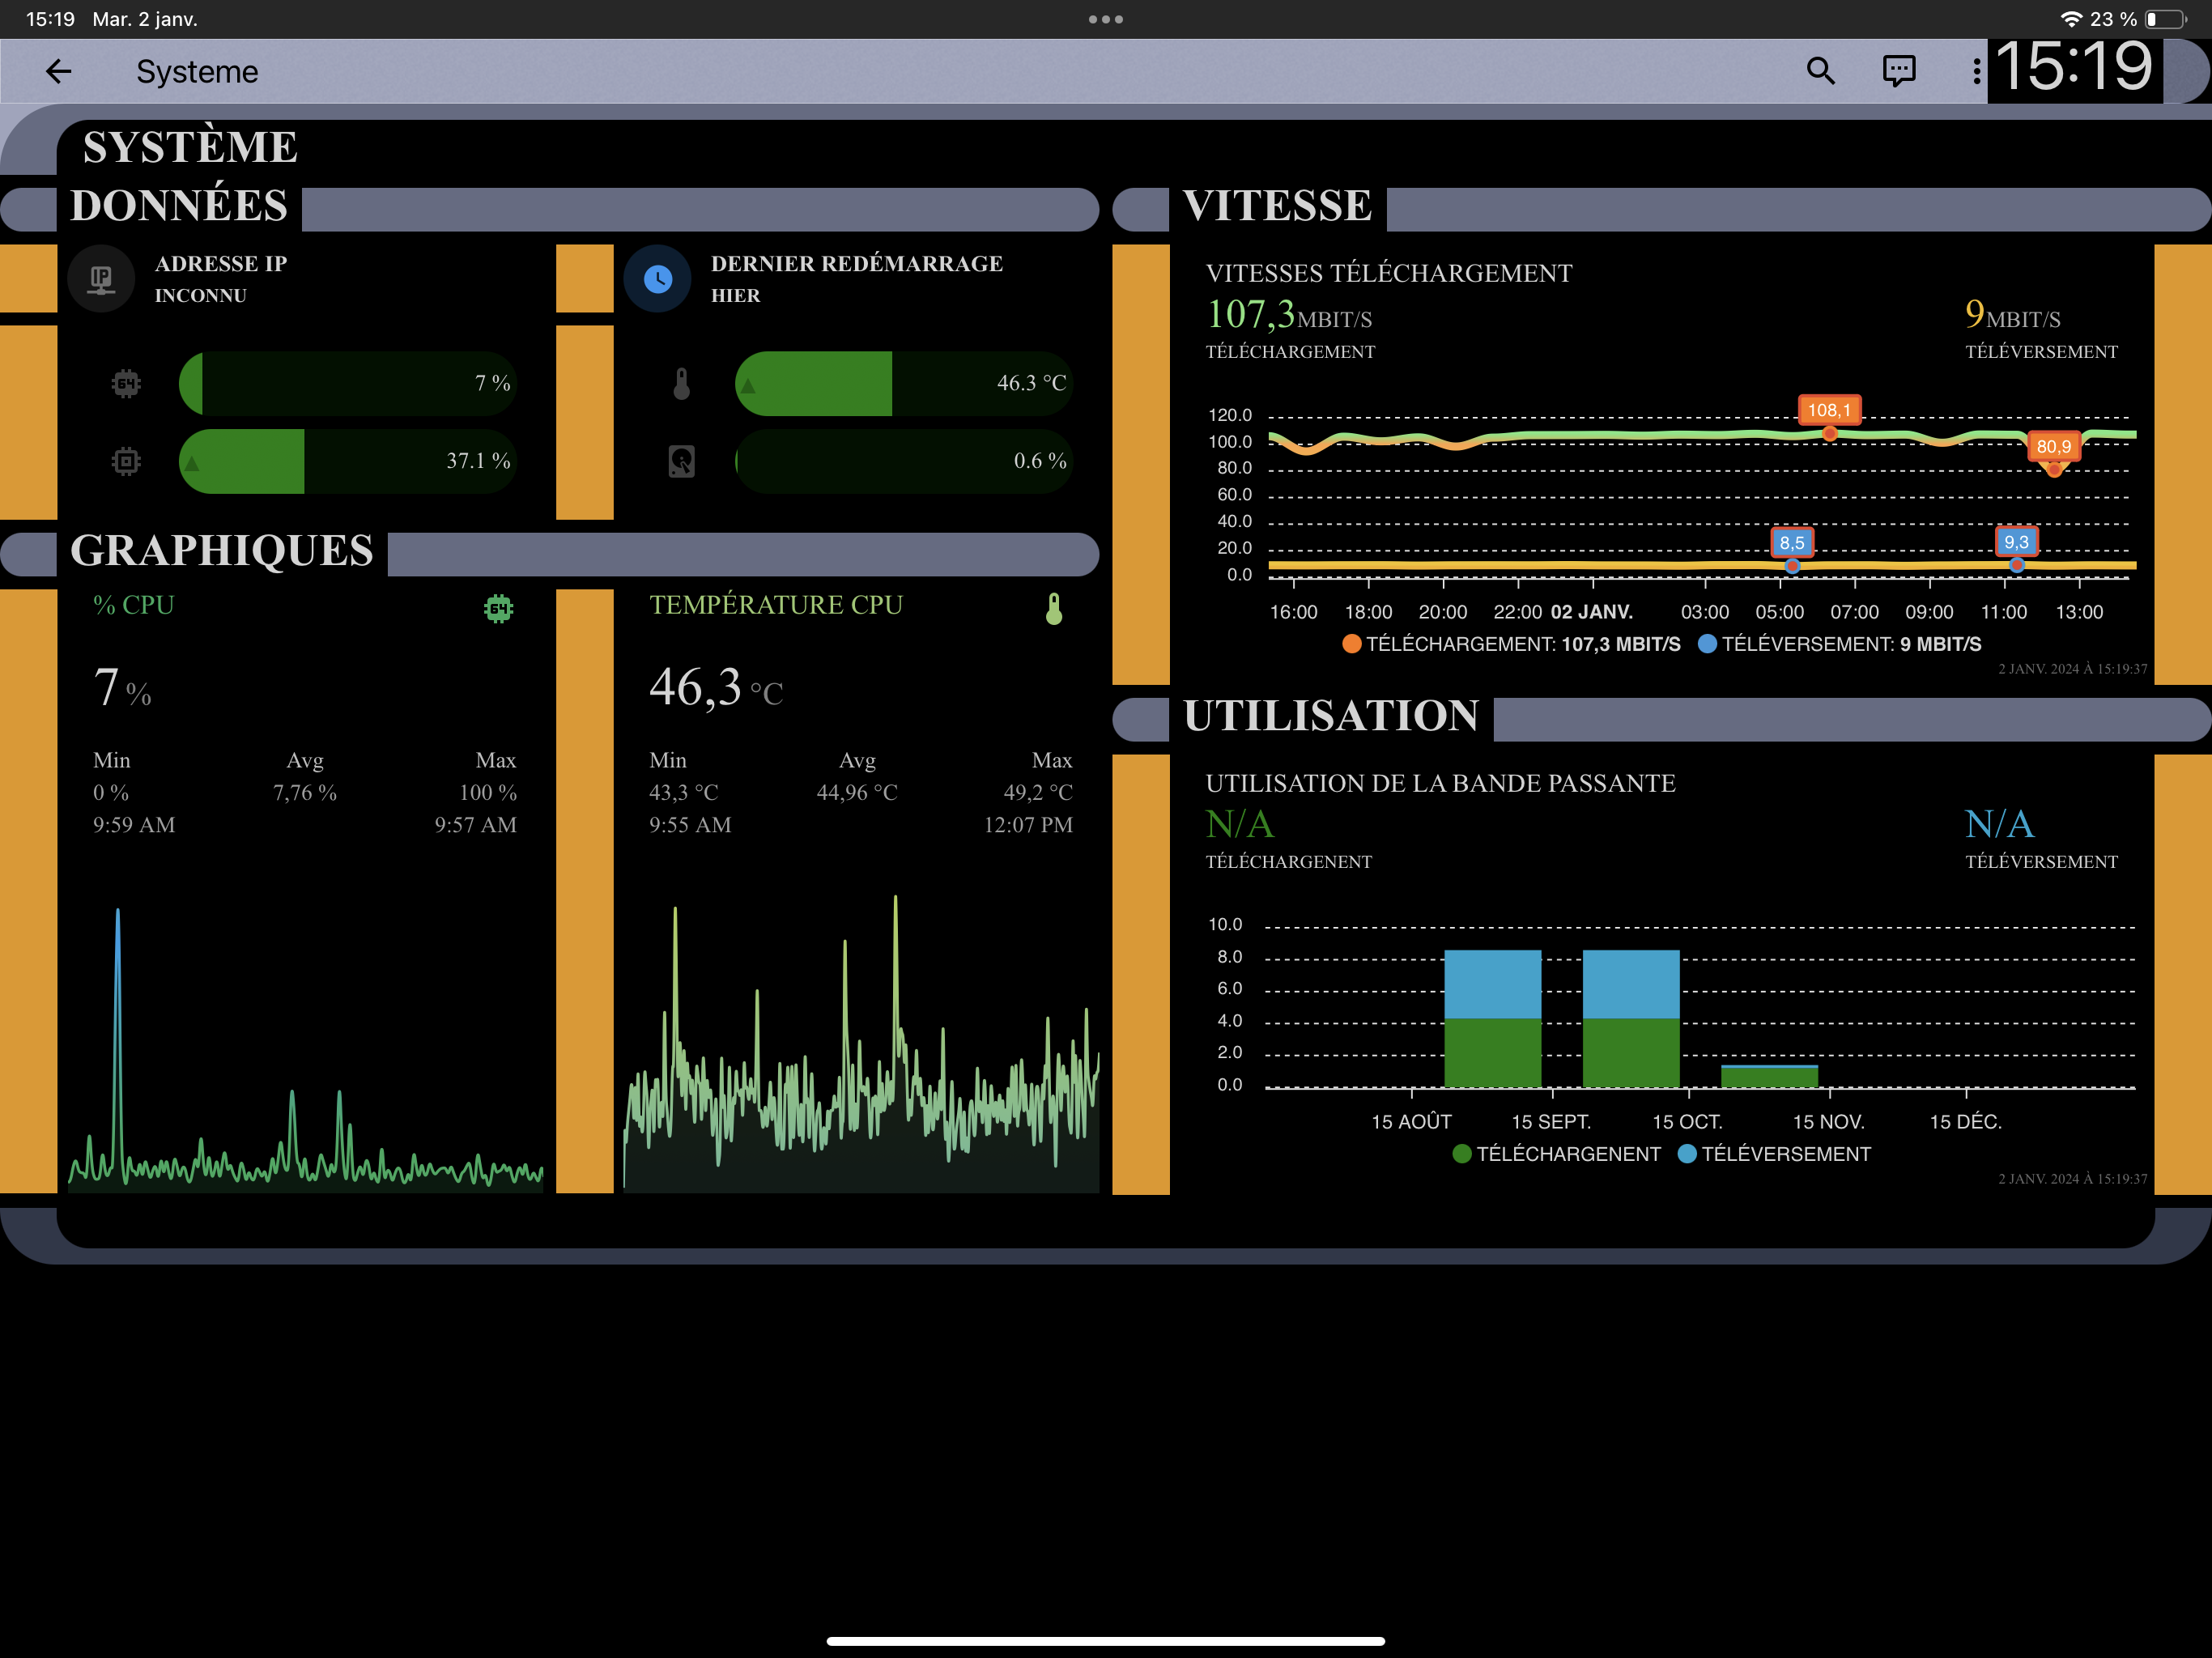 15:19 Mar. 2 janv.
23 %
Systeme
15:19
SYSTÈME
DONNÉES
ADRESSE IP
INCONNU
DERNIER REDÉMARRAGE
HIER
64
7 %
46.3 °C
37.1 %
0.6 %
GRAPHIQUES
% CPU
64
7 %
Min
Avg
Max
0 %
7,76 %
100 %
9:59 AM
9:57 AM
TEMPÉRATURE CPU
46,3 °C
Min
Avg
Max
43,3 °C
44,96 °C
49,2 °C
9:55 AM
12:07 PM
VITESSE
VITESSES TÉLÉCHARGEMENT
107,3 MBIT/S
9 MBIT/S
TÉLÉCHARGEMENT
TÉLÉVERSEMENT
120.0
100.0
80.0
60.0
40.0
20.0
0.0
108,1
80,9
8,5
9,3
16:00 18:00 20:00 22:00 02 JANV. 03:00 05:00 07:00 09:00 11:00 13:00
TÉLÉCHARGEMENT: 107,3 MBIT/S TÉLÉVERSEMENT: 9 MBIT/S
2 JANV. 2024 À 15:19:37
UTILISATION
UTILISATION DE LA BANDE PASSANTE
N/A
N/A
TÉLÉCHARGENENT
TÉLÉVERSEMENT
10.0
8.0
6.0
4.0
2.0
0.0
15 AOÛT 15 SEPT. 15 OCT. 15 NOV. 15 DÉC.
TÉLÉCHARGENENT TÉLÉVERSEMENT
2 JANV. 2024 À 15:19:37